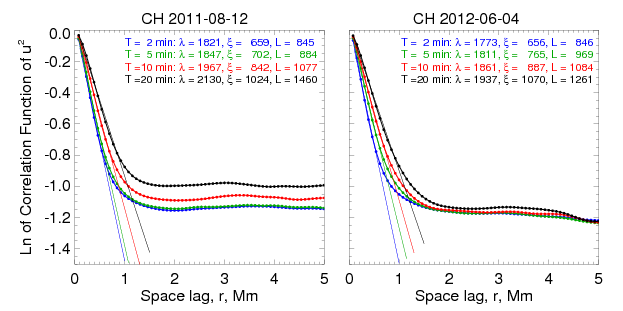 CH 2011-08-12
CH 2012-06-04
T = 2 min: λ = 1821, ξ = 659, L = 845
T = 5 min: λ = 1847, ξ = 702, L = 884
T =10 min: λ = 1967, ξ = 842, L = 1077
T =20 min: λ = 2130, ξ = 1024, L = 1460
T = 2 min: λ = 1773, ξ = 656, L = 846
T = 5 min: λ = 1811, ξ = 765, L = 969
T =10 min: λ = 1861, ξ = 887, L = 1084
T =20 min: λ = 1937, ξ = 1070, L = 1261
Ln of Correlation Function of u²
0.0
-0.2
-0.4
-0.6
-0.8
-1.0
-1.2
-1.4
0 1 2 3 4 5
0 1 2 3 4 5
Space lag, r, Mm
Space lag, r, Mm